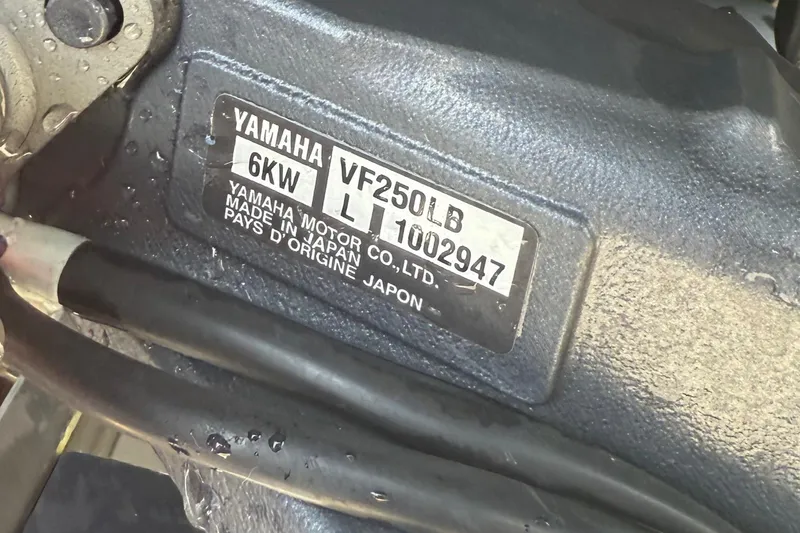 YAMAHA VF250LB
6KW L 1002947
YAMAHA MOTOR CO.,LTD.
MADE IN JAPAN
PAYS D'ORIGINE JAPON